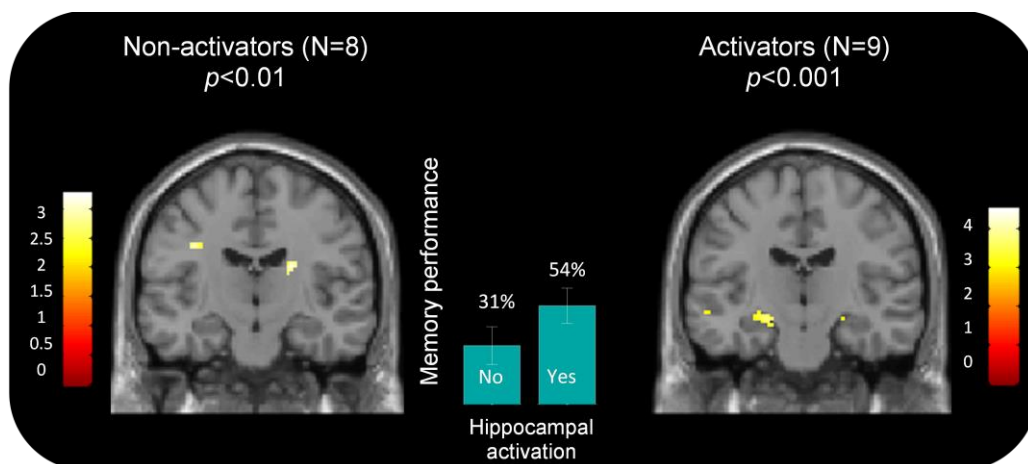 Non-activators (N=8)
p<0.01
Activators (N=9)
p<0.001
3
2.5
2
1.5
1
0.5
0
Memory performance
31%
54%
No
Yes
Hippocampal
activation
4
3
2
1
0